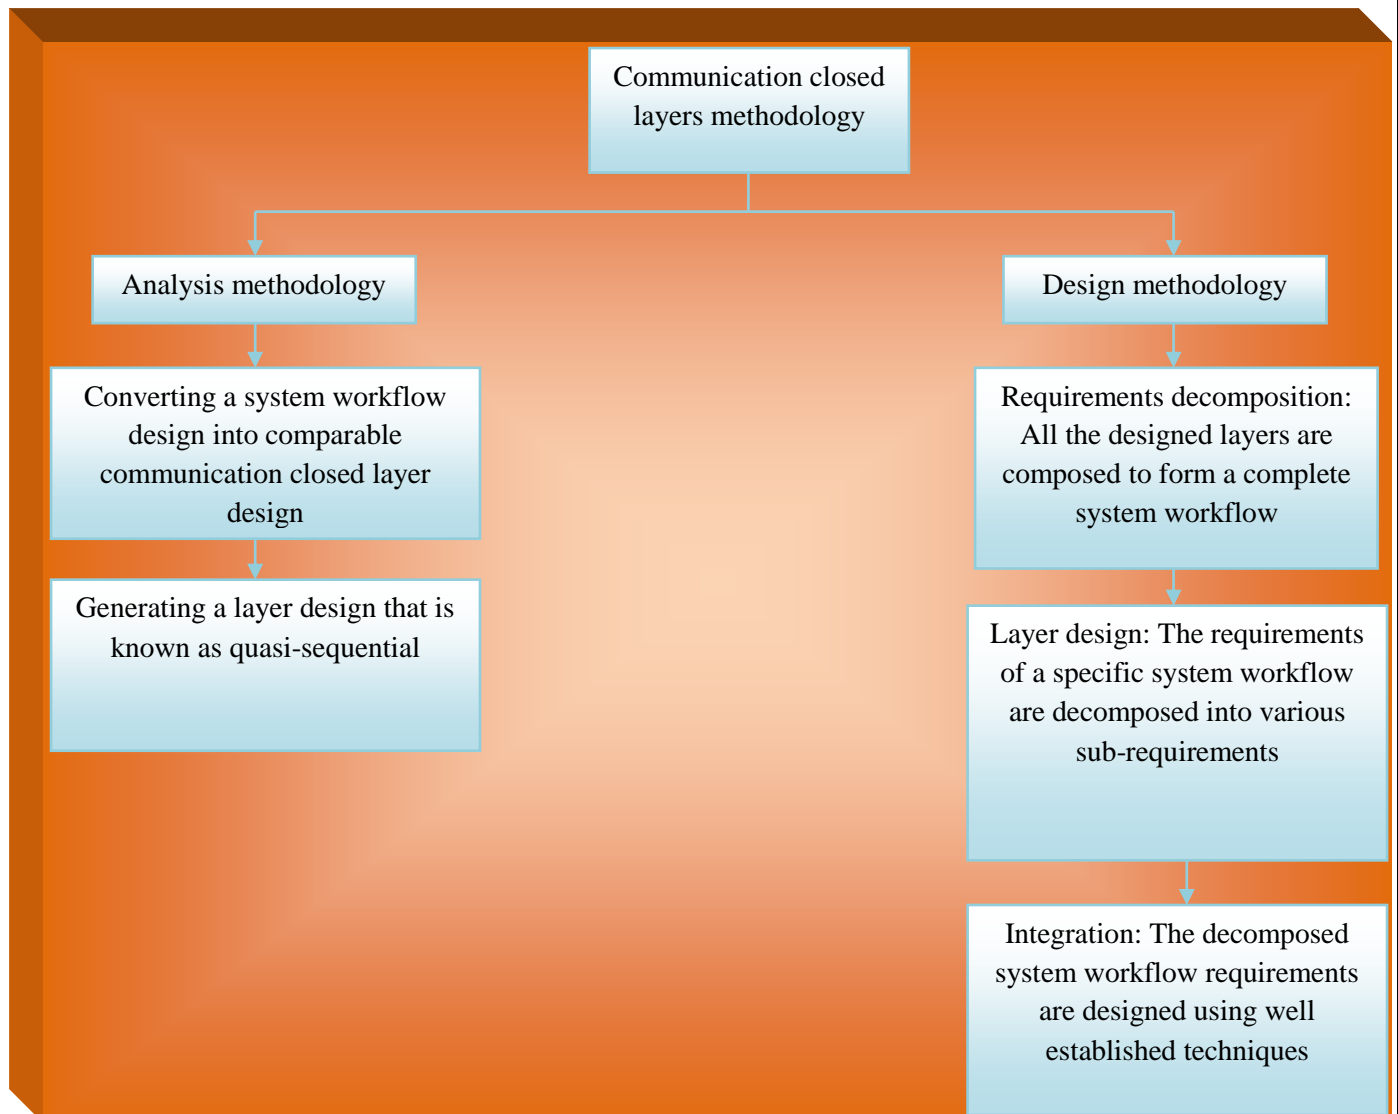 Communication closed
layers methodology
Analysis methodology
Design methodology
Converting a system workflow
design into comparable
communication closed layer
design
Requirements decomposition:
All the designed layers are
composed to form a complete
system workflow
Generating a layer design that is
known as quasi-sequential
Layer design: The requirements
of a specific system workflow
are decomposed into various
sub-requirements
Integration: The decomposed
system workflow requirements
are designed using well
established techniques